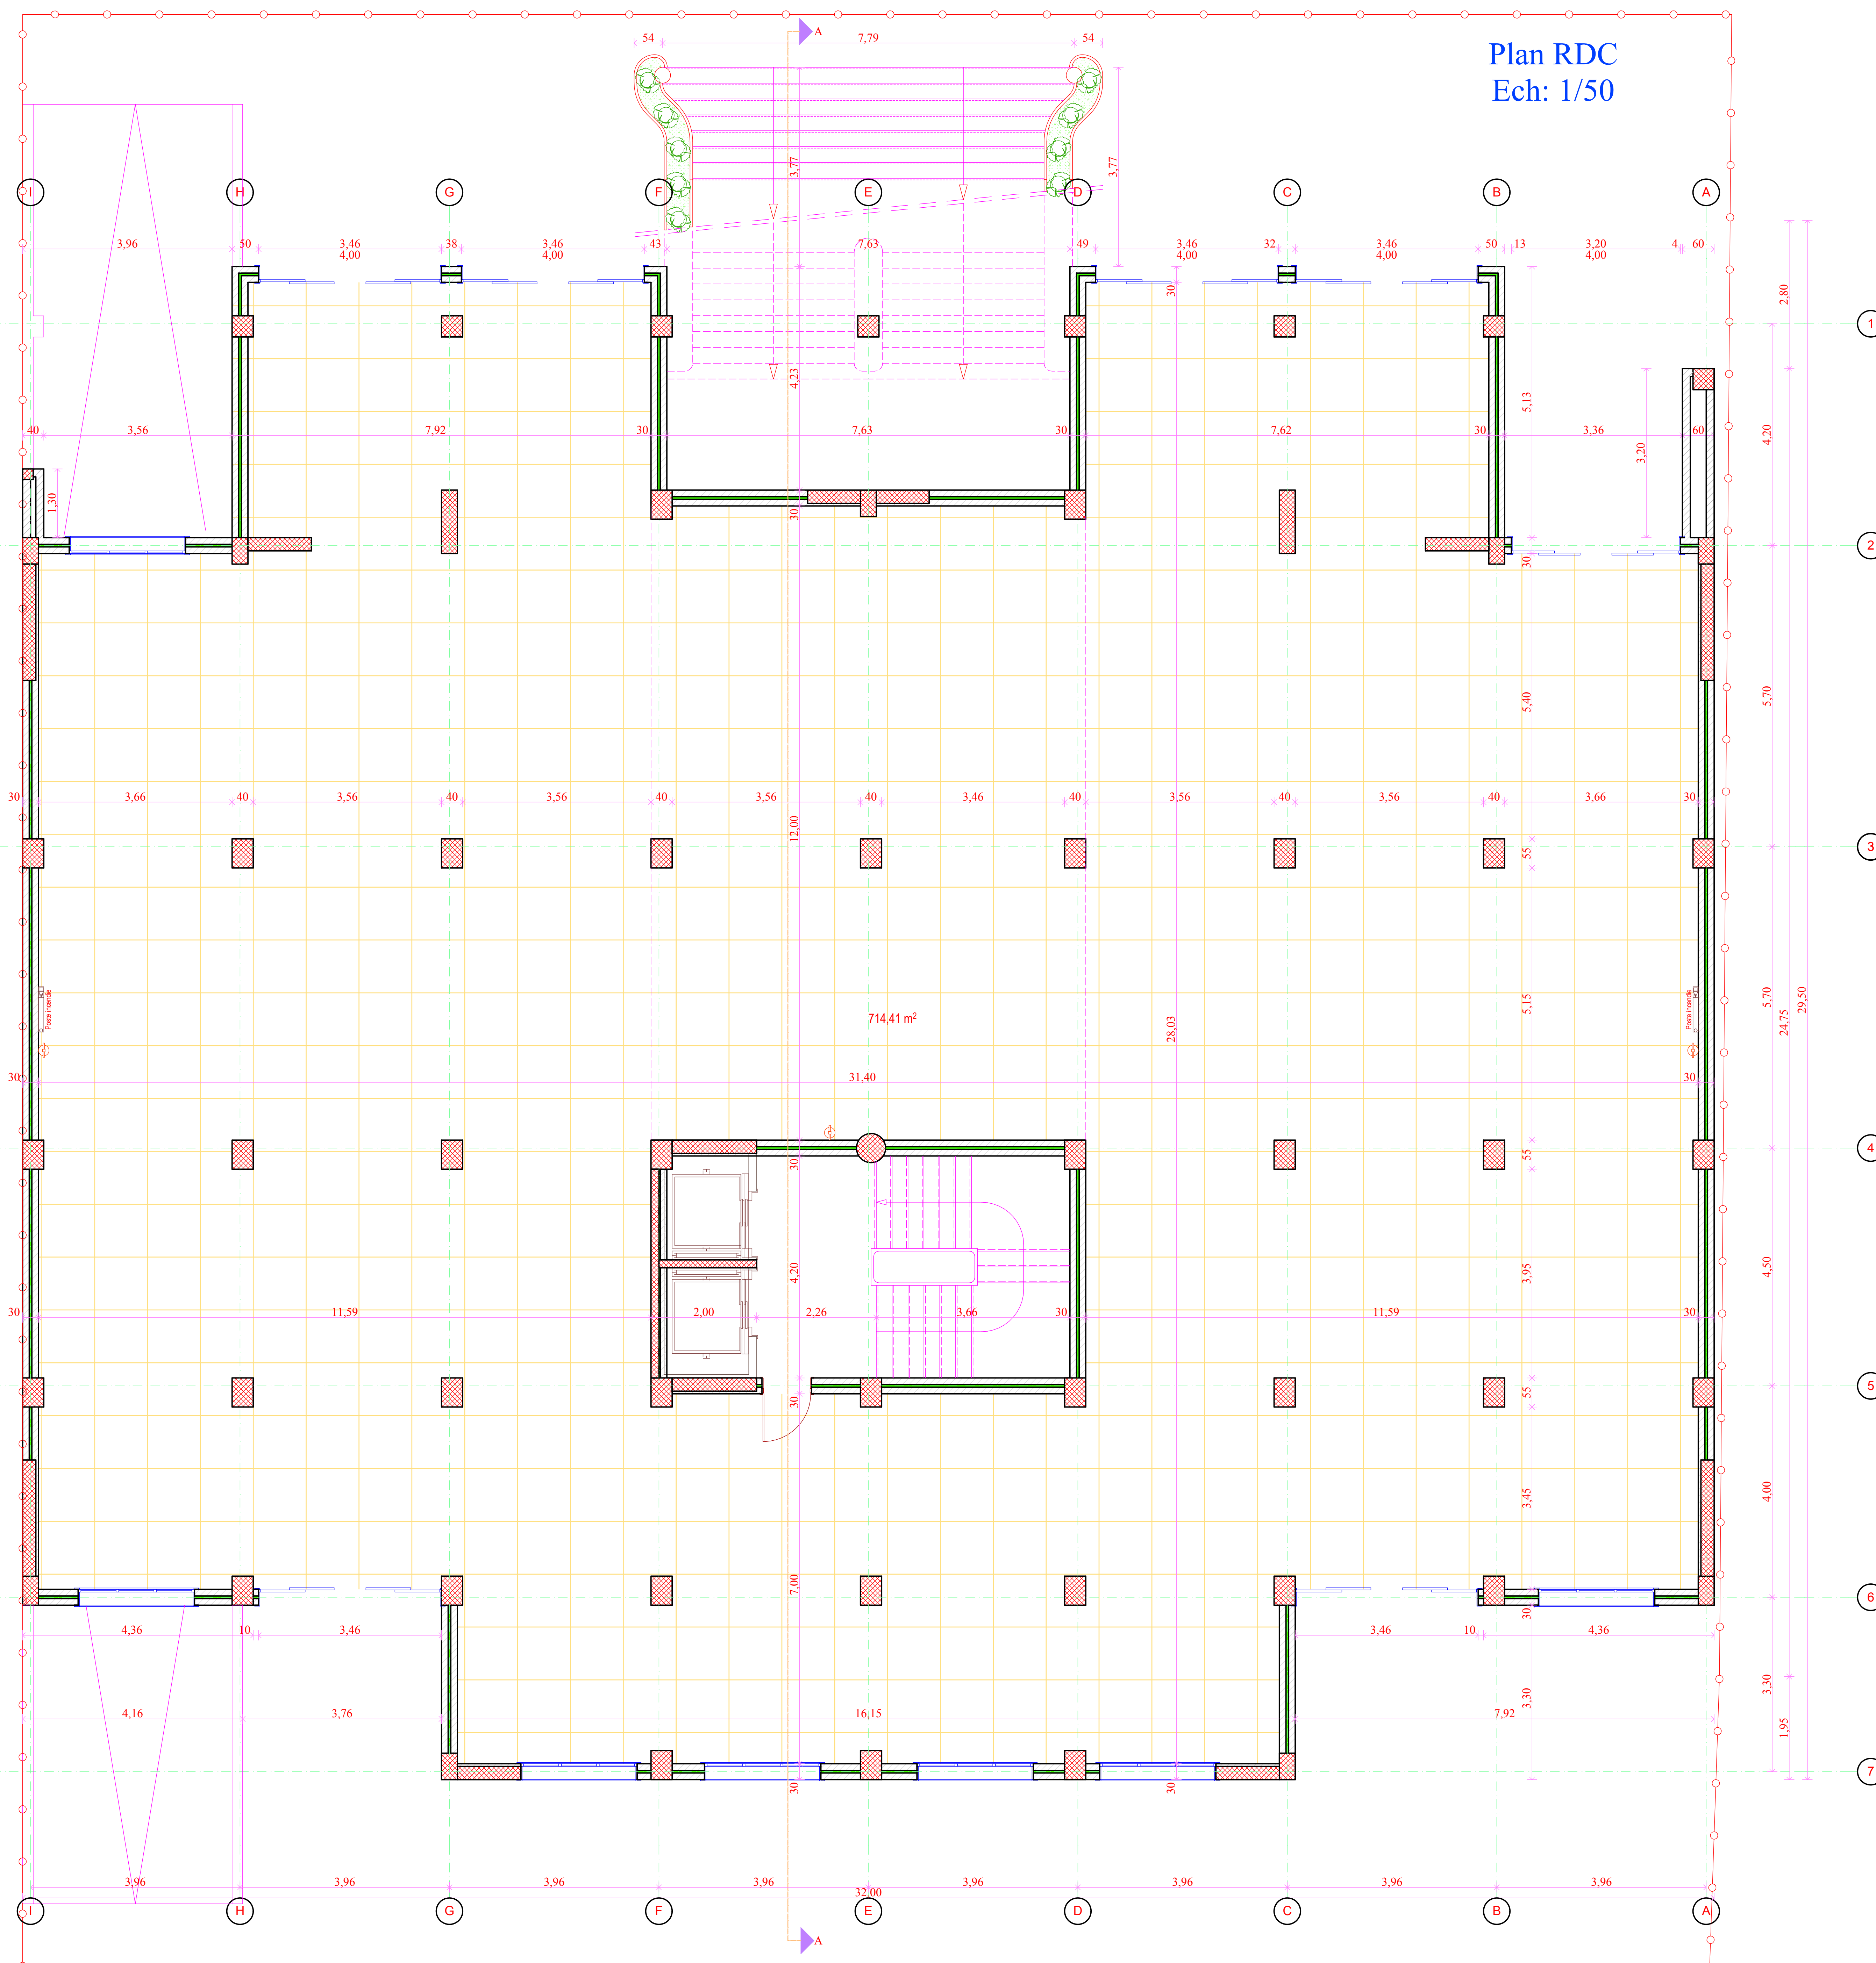 54 7,79 54
A
Plan RDC
Ech: 1/50
3,77 3,77
I H G F E D C B A
3,96 50 3,46 38 3,46 43 7,63 49 3,46 32 3,46 50 13 3,20 4 60
4,00 4,00 4,00 4,00 4,00
30 2,80
1
4,23 5,13
40 3,56 7,92 30 7,63 30 7,62 30 3,36 60 4,20
1,30 3,20
30
2
30
5,40 5,70
30 3,66 40 3,56 40 3,56 40 3,56 40 3,46 40 3,56 40 3,56 40 3,66 30
12,00
55
3
Poste incendie
714,41 m²
28,03
5,15
Poste incendie
5,70
24,75
29,50
30 31,40 30
30 55
4
4,20 3,95 4,50
30 11,59 2,00 2,26 3,66 30 11,59 30
30 55
5
3,45 4,00
7,00
30
6
4,36 10 3,46 3,46 10 4,36
3,30 3,30
4,16 3,76 16,15 7,92
1,95
30 30
7
3,96 3,96 3,96 3,96 3,96 3,96 3,96 3,96
32,00
I H G F E D C B A
A